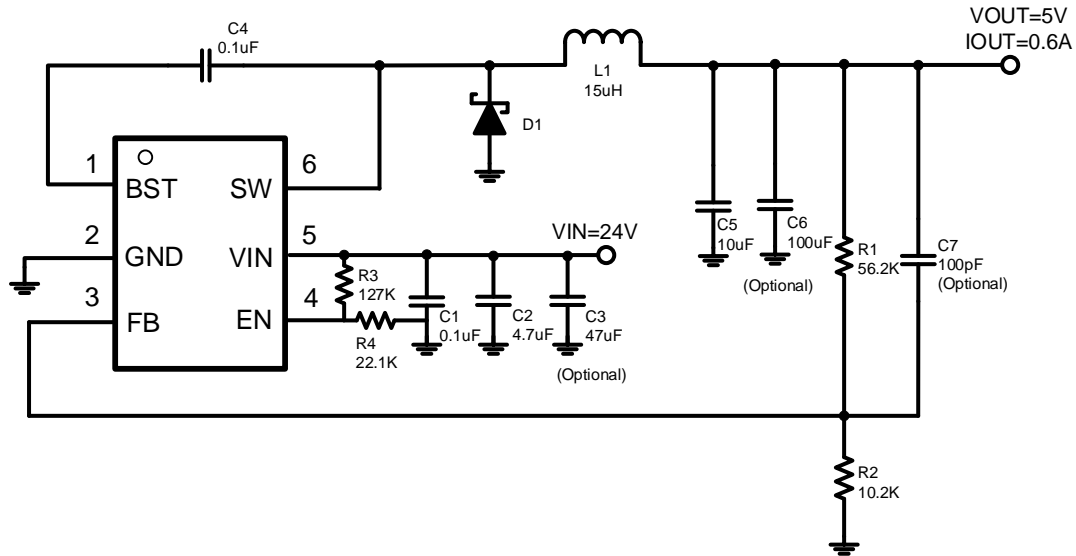 C4
0.1uF
VOUT=5V
IOUT=0.6A
L1
15uH
D1
1
BST
2
GND
3
FB
6
SW
5
VIN
4
EN
VIN=24V
R3
127K
R4
22.1K
C1
0.1uF
C2
4.7uF
C3
47uF
(Optional)
C5
10uF
C6
100uF
(Optional)
R1
56.2K
C7
100pF
(Optional)
R2
10.2K